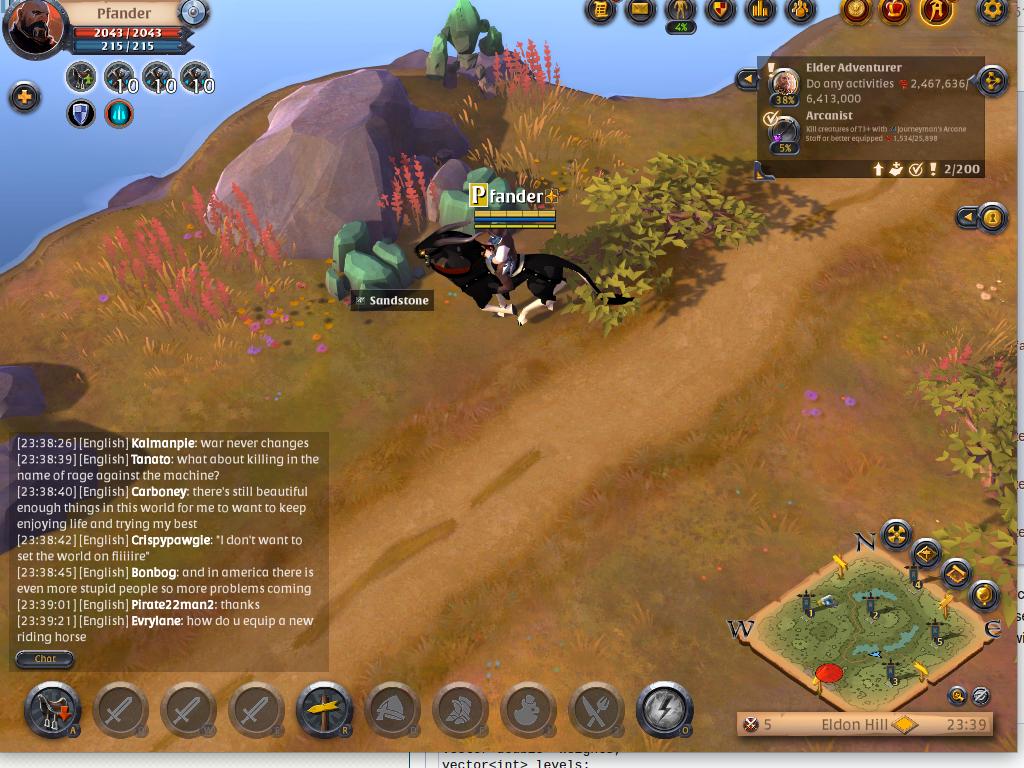 Pfander
2043/2043
215/215
10
10
10
4%
Elder Adventurer
Do any activities 2,467,636/
6,413,000
38%
Arcanist
Kill creatures of T3+ with Journeyman's Arcane
Staff or better equipped 1,534/25,898
5%
2/200
1
Pfander
Sandstone
[23:38:26] [English] Kalmanpie: war never changes
[23:38:39] [English] Tanato: what about killing in the
name of rage against the machine?
[23:38:40] [English] Carboney: there's still beautiful
enough things in this world for me to want to keep
enjoying life and trying my best
[23:38:42] [English] Crispypawgie: "I don't want to
set the world on fiiiiire"
[23:38:45] [English] Bonbog: and in america there is
even more stupid people so more problems coming
[23:39:01] [English] Pirate22man2: thanks
[23:39:21] [English] Evrylane: how do u equip a new
riding horse
Chat
N
W
E
1
2
3
4
5
A
W
E
R
D
F
O
5 Eldon Hill 23:39
vector<int> levels;